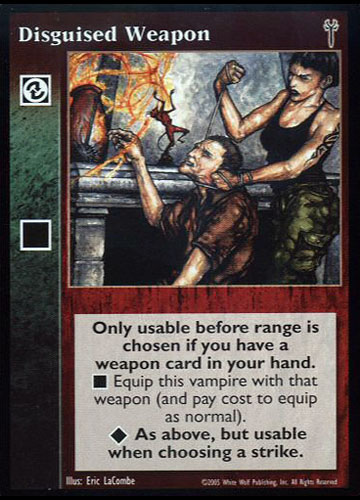 Disguised Weapon
Only usable before range is
chosen if you have a
weapon card in your hand.
Equip this vampire with that
weapon (and pay cost to equip
as normal).
As above, but usable
when choosing a strike.
Illus: Eric LaCombe ©2005 White Wolf Publishing, Inc. All Rights Reserved